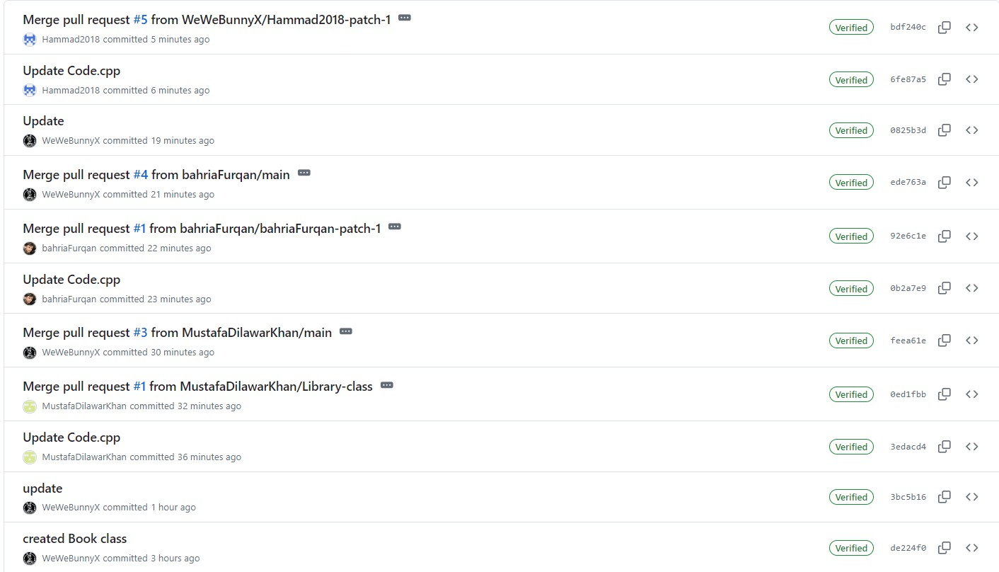 Merge pull request #5 from WeWeBunnyX/Hammad2018-patch-1 ...
Verified bdf240c
Hammad2018 committed 5 minutes ago
Update Code.cpp
Verified 6fe87a5
Hammad2018 committed 6 minutes ago
Update
Verified 0825b3d
WeWeBunnyX committed 19 minutes ago
Merge pull request #4 from bahriaFurqan/main ...
Verified ede763a
WeWeBunnyX committed 21 minutes ago
Merge pull request #1 from bahriaFurqan/bahriaFurqan-patch-1 ...
Verified 92e6c1e
bahriaFurqan committed 22 minutes ago
Update Code.cpp
Verified 0b2a7e9
bahriaFurqan committed 23 minutes ago
Merge pull request #3 from MustafaDilawarKhan/main ...
Verified feea61e
WeWeBunnyX committed 30 minutes ago
Merge pull request #1 from MustafaDilawarKhan/Library-class ...
Verified 0ed1fbb
MustafaDilawarKhan committed 32 minutes ago
Update Code.cpp
Verified 3edacd4
MustafaDilawarKhan committed 36 minutes ago
update
Verified 3bc5b16
WeWeBunnyX committed 1 hour ago
created Book class
Verified de224f0
WeWeBunnyX committed 3 hours ago